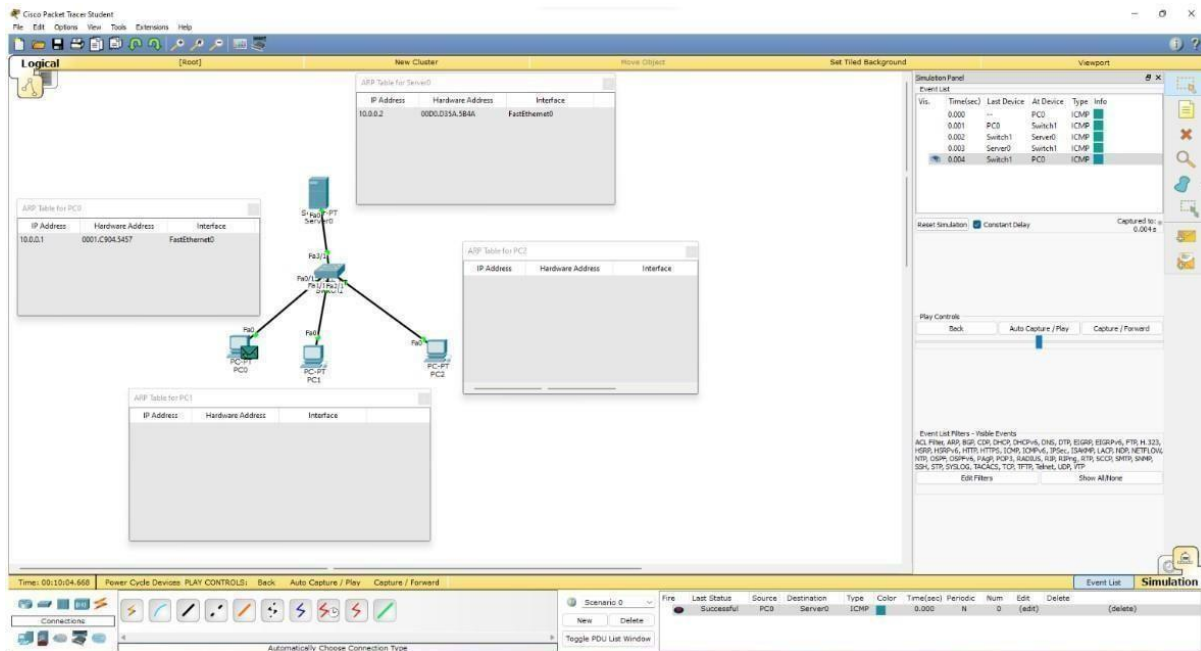 Cisco Packet Tracer Student
File Edit Options View Tools Extensions Help
Logical [Root] New Cluster Move Object Set Tiled Background Viewport
ARP Table for Server0
IP Address Hardware Address Interface
10.0.0.2 00D0.D35A.5B4A FastEthernet0
ARP Table for PC0
IP Address Hardware Address Interface
10.0.0.1 0001.C904.5457 FastEthernet0
ARP Table for PC2
IP Address Hardware Address Interface
ARP Table for PC1
IP Address Hardware Address Interface
Fa0
Server0
Fa3/1
Fa0/1
Fa1/1 Fa2/1
Fa0
Fa0
Fa0
PC-PT
PC0
PC-PT
PC1
PC-PT
PC2
Simulation Panel
Event List
Vis. Time(sec) Last Device At Device Type Info
0.000 -- PC0 ICMP
0.001 PC0 Switch1 ICMP
0.002 Switch1 Server0 ICMP
0.003 Server0 Switch1 ICMP
0.004 Switch1 PC0 ICMP
Reset Simulation Constant Delay Captured to:
0.004 s
Play Controls
Back Auto Capture / Play Capture / Forward
Event List Filters - Visible Events
ACL Filter, ARP, BGP, CDP, DHCP, DHCPv6, DNS, DTP, EIGRP, EIGRPv6, FTP, H.323,
HSRP, HSRPv6, HTTP, HTTPS, ICMP, ICMPv6, IPSec, ISAKMP, LACP, NDP, NETFLOW,
NTP, OSPF, OSPFv6, PAgP, POP3, RADIUS, RIP, RIPng, RTP, SCCP, SMTP, SNMP,
SSH, STP, SYSLOG, TACACS, TCP, TFTP, Telnet, UDP, VTP
Edit Filters Show All/None
Time: 00:10:04.668 Power Cycle Devices PLAY CONTROLS: Back Auto Capture / Play Capture / Forward Event List Simulation
Connections
Automatically Choose Connection Type
Scenario 0
New Delete
Toggle PDU List Window
Fire Last Status Source Destination Type Color Time(sec) Periodic Num Edit Delete
Successful PC0 Server0 ICMP 0.000 N 0 (edit) (delete)